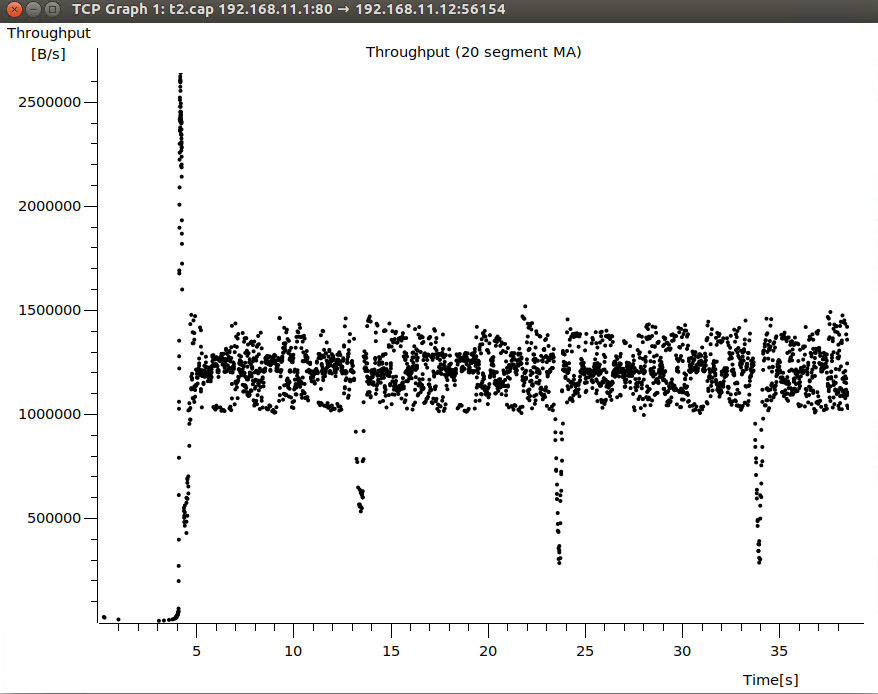 TCP Graph 1: t2.cap 192.168.11.1:80 → 192.168.11.12:56154
Throughput
[B/s]
Throughput (20 segment MA)
2500000
2000000
1500000
1000000
500000
5 10 15 20 25 30 35
Time[s]